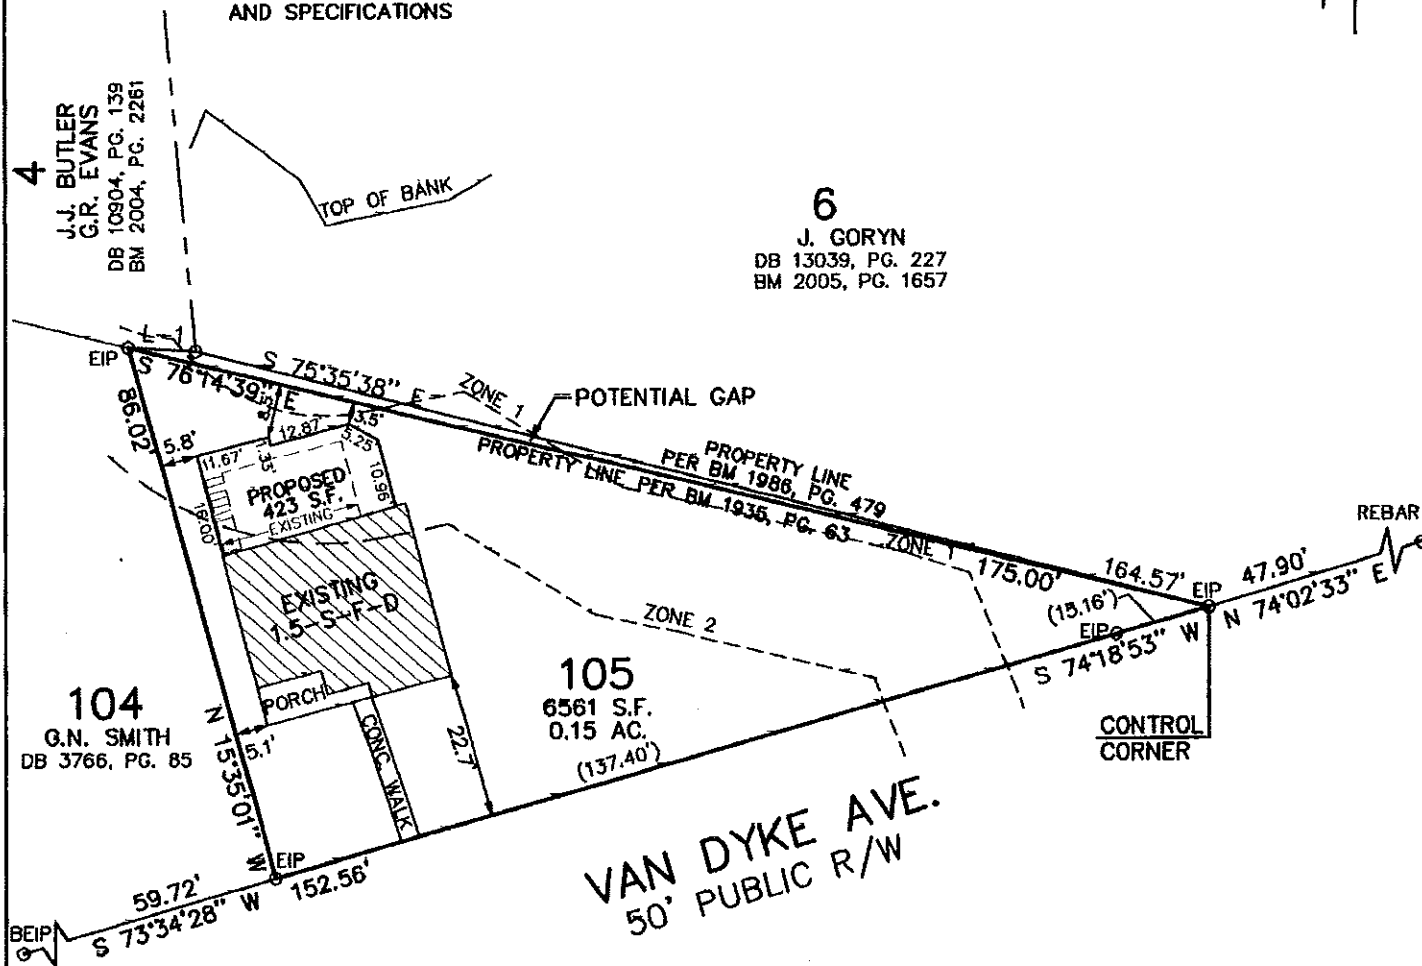 AND SPECIFICATIONS
4
J.J. BUTLER
G.R. EVANS
DB 10904, PG. 139
BM 2004, PG. 2261
TOP OF BANK
6
J. GORYN
DB 13039, PG. 227
BM 2005, PG. 1657
L-1
EIP
S 76°14'39" E
S 75°35'38" E
ZONE 1
POTENTIAL GAP
86.02'
5.8'
12.87'
3.5'
5.25
11.67'
10.96
16.00'
PROPOSED
423 S.F.
EXISTING
PROPERTY LINE
PER BM 1986, PG. 479
PROPERTY LINE PER BM 1935, PG. 63
ZONE 1
175.00'
164.57'
EIP
47.90'
REBAR
N 74°02'33" E
(15.16')
EIP
S 74°18'53" W
EXISTING
1.5-S-F-D
ZONE 2
105
6561 S.F.
0.15 AC.
(137.40')
104
G.N. SMITH
DB 3766, PG. 85
N 15°35'01" W
5.1'
PORCH
CONC. WALK
22.7'
CONTROL
CORNER
EIP
152.56'
VAN DYKE AVE.
50' PUBLIC R/W
59.72'
S 73°34'28" W
BEIP